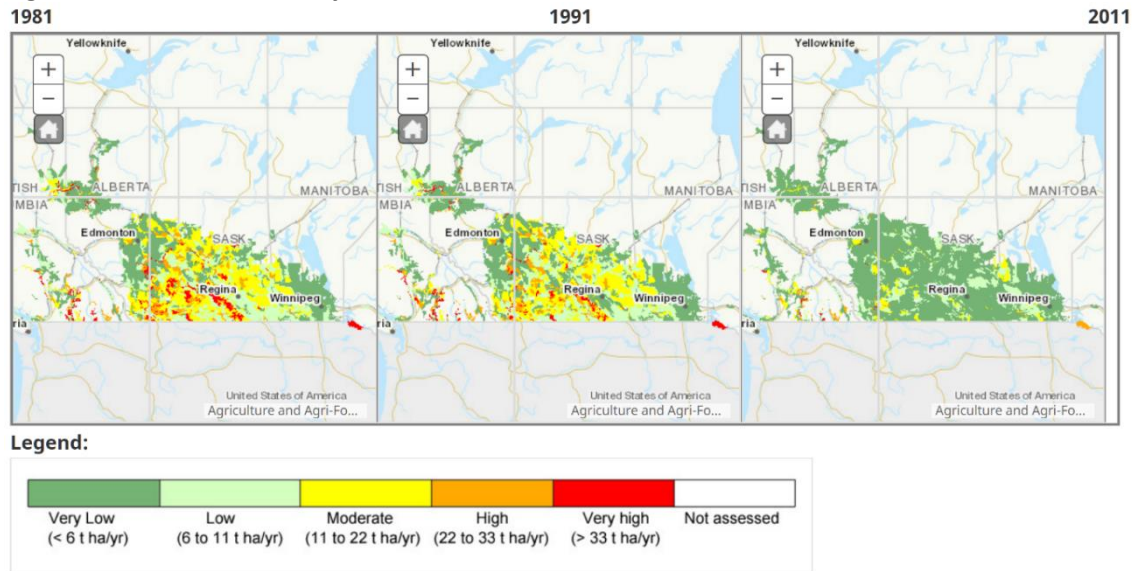 1981 1991 2011
Yellowknife Yellowknife Yellowknife
+ + +
− − −
TISH ALBERTA MANITOBA TISH ALBERTA MANITOBA TISH ALBERTA MANITOBA
MBIA MBIA MBIA
Edmonton SASK Edmonton SASK Edmonton SASK
Regina Regina Regina
Winnipeg Winnipeg Winnipeg
ria ria ria
United States of America United States of America United States of America
Agriculture and Agri-Fo... Agriculture and Agri-Fo... Agriculture and Agri-Fo...
Legend:
Very Low Low Moderate High Very high Not assessed
(< 6 t ha/yr) (6 to 11 t ha/yr) (11 to 22 t ha/yr) (22 to 33 t ha/yr) (> 33 t ha/yr)